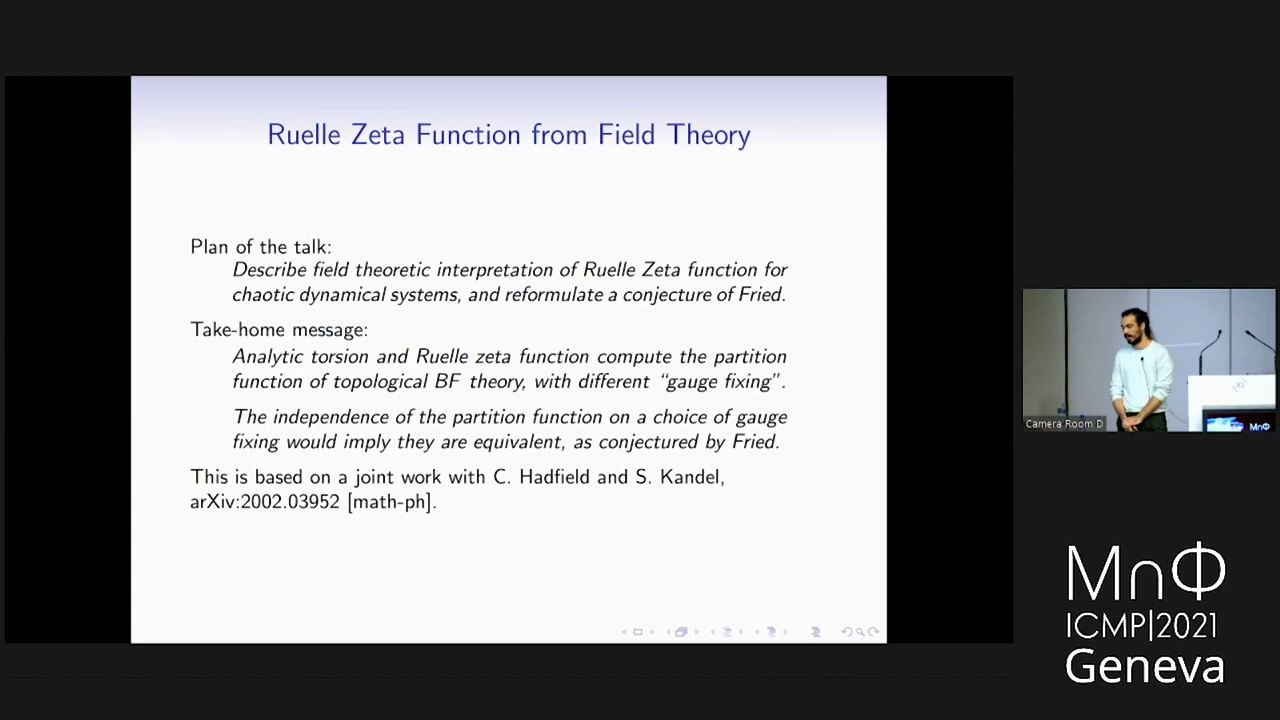 Ruelle Zeta Function from Field Theory
Plan of the talk:
Describe field theoretic interpretation of Ruelle Zeta function for
chaotic dynamical systems, and reformulate a conjecture of Fried.
Take-home message:
Analytic torsion and Ruelle zeta function compute the partition
function of topological BF theory, with different “gauge fixing”.
The independence of the partition function on a choice of gauge
fixing would imply they are equivalent, as conjectured by Fried.
This is based on a joint work with C. Hadfield and S. Kandel,
arXiv:2002.03952 [math-ph].
Camera Room D
M∩Φ
M∩Φ
ICMP|2021
Geneva